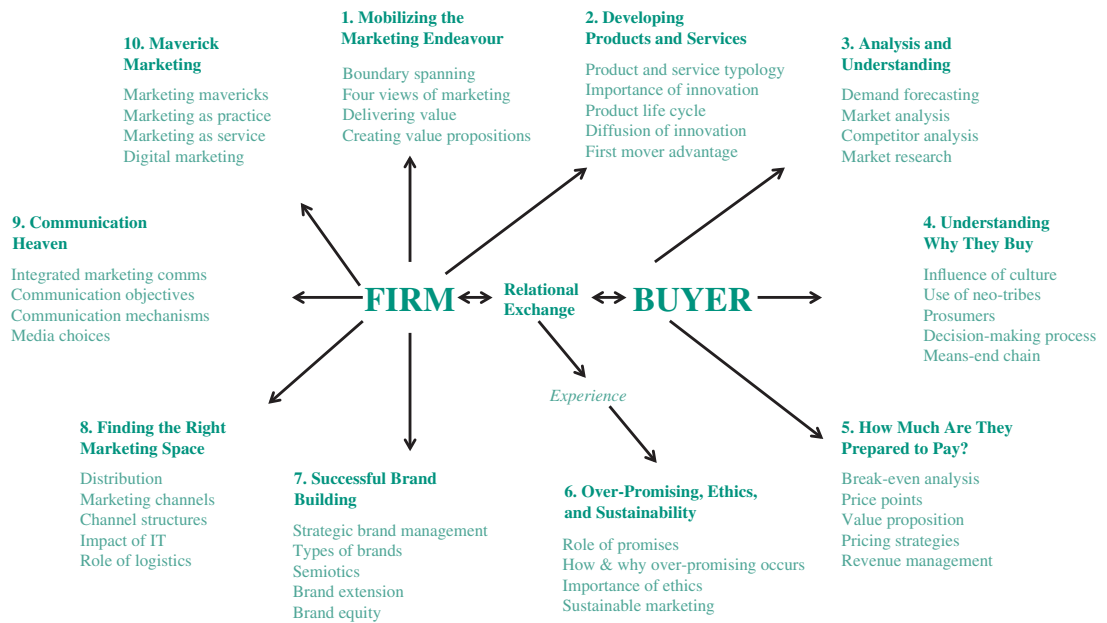 1. Mobilizing the
Marketing Endeavour
Boundary spanning
Four views of marketing
Delivering value
Creating value propositions
2. Developing
Products and Services
Product and service typology
Importance of innovation
Product life cycle
Diffusion of innovation
First mover advantage
3. Analysis and
Understanding
Demand forecasting
Market analysis
Competitor analysis
Market research
4. Understanding
Why They Buy
Influence of culture
Use of neo-tribes
Prosumers
Decision-making process
Means-end chain
5. How Much Are They
Prepared to Pay?
Break-even analysis
Price points
Value proposition
Pricing strategies
Revenue management
6. Over-Promising, Ethics,
and Sustainability
Role of promises
How & why over-promising occurs
Importance of ethics
Sustainable marketing
7. Successful Brand
Building
Strategic brand management
Types of brands
Semiotics
Brand extension
Brand equity
8. Finding the Right
Marketing Space
Distribution
Marketing channels
Channel structures
Impact of IT
Role of logistics
9. Communication
Heaven
Integrated marketing comms
Communication objectives
Communication mechanisms
Media choices
10. Maverick
Marketing
Marketing mavericks
Marketing as practice
Marketing as service
Digital marketing
FIRM
Relational
Exchange
BUYER
Experience